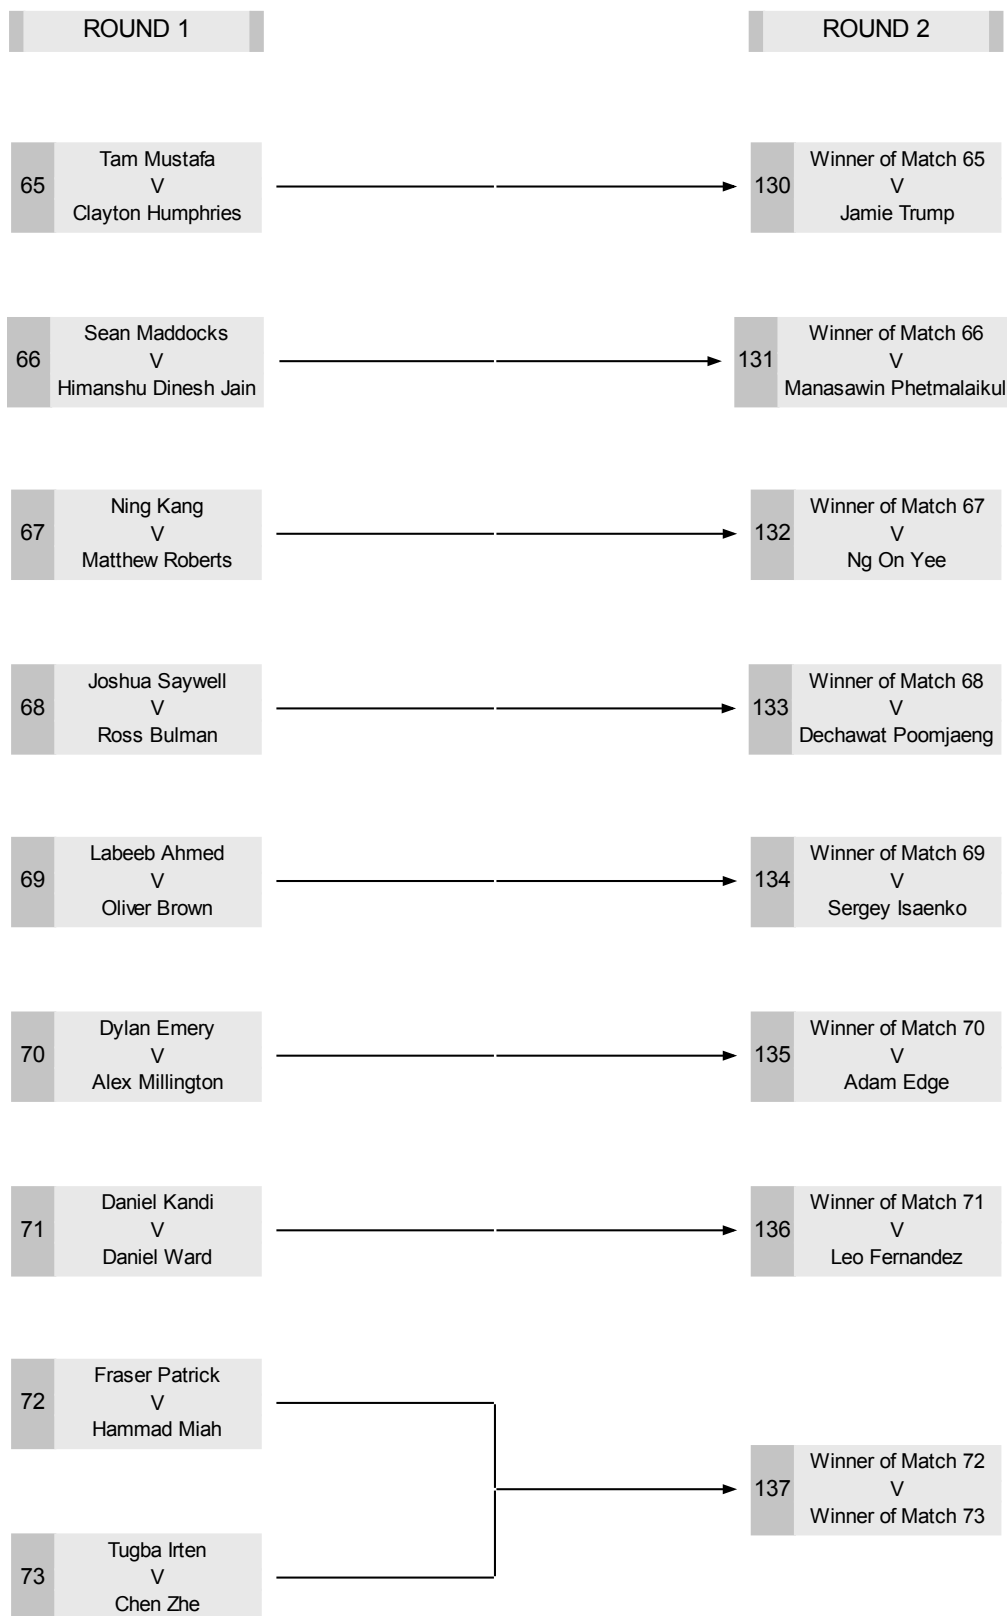 ROUND 1
ROUND 2
65
Tam Mustafa
V
Clayton Humphries
130
Winner of Match 65
V
Jamie Trump
66
Sean Maddocks
V
Himanshu Dinesh Jain
131
Winner of Match 66
V
Manasawin Phetmalaikul
67
Ning Kang
V
Matthew Roberts
132
Winner of Match 67
V
Ng On Yee
68
Joshua Saywell
V
Ross Bulman
133
Winner of Match 68
V
Dechawat Poomjaeng
69
Labeeb Ahmed
V
Oliver Brown
134
Winner of Match 69
V
Sergey Isaenko
70
Dylan Emery
V
Alex Millington
135
Winner of Match 70
V
Adam Edge
71
Daniel Kandi
V
Daniel Ward
136
Winner of Match 71
V
Leo Fernandez
72
Fraser Patrick
V
Hammad Miah
137
Winner of Match 72
V
Winner of Match 73
73
Tugba Irten
V
Chen Zhe